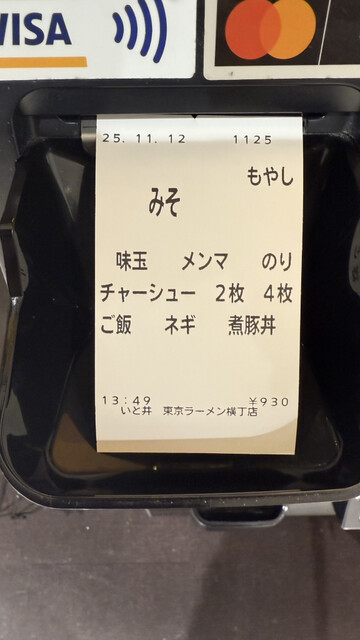 VISA
25. 11. 12 1125
もやし
みそ
味玉 メンマ のり
チャーシュー 2枚 4枚
ご飯 ネギ 煮豚丼
13:49 ¥930
いと井 東京ラーメン横丁店